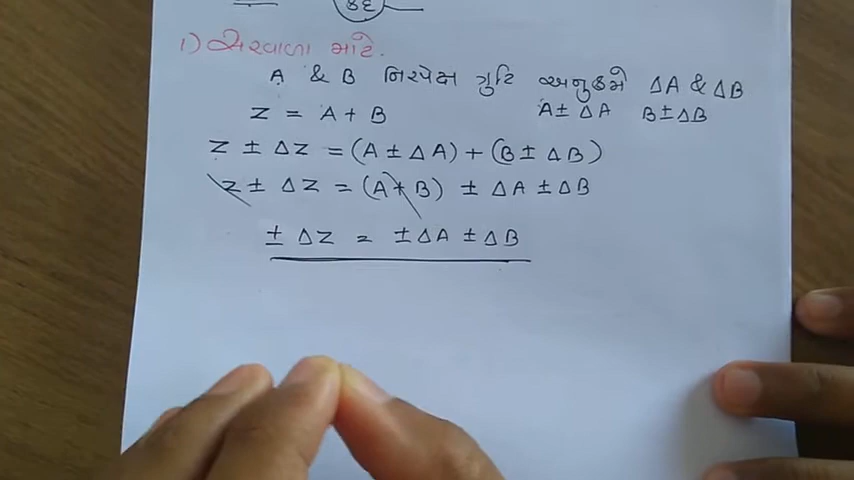 1) સરવાળા માટે.
A & B નિરપેક્ષ ત્રુટિ અનુક્રમે ΔA & ΔB
Z = A + B A ± ΔA B ± ΔB
Z ± ΔZ = (A ± ΔA) + (B ± ΔB)
Z ± ΔZ = (A + B) ± ΔA ± ΔB
± ΔZ = ± ΔA ± ΔB